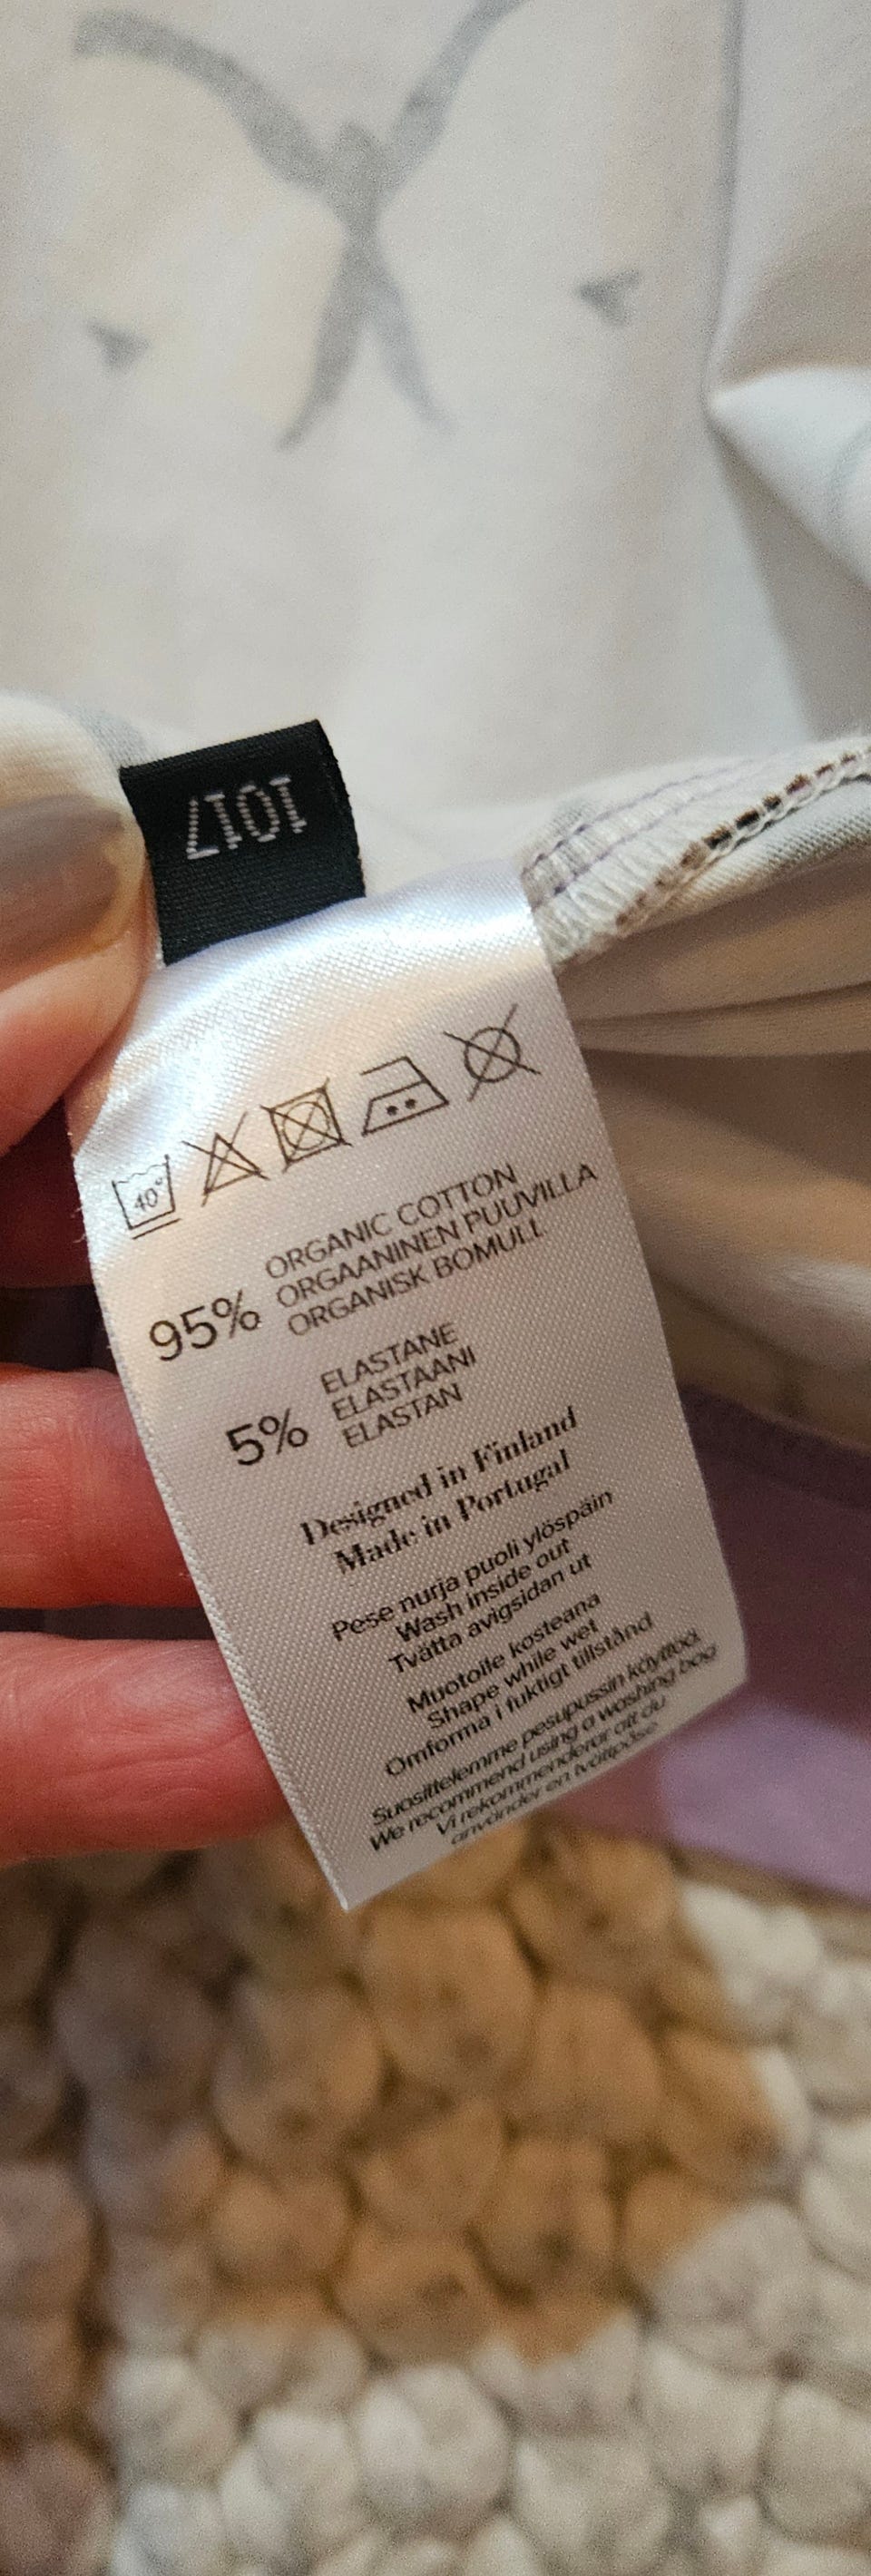 1017
40°
95%
ORGANIC COTTON
ORGAANINEN PUUVILLA
ORGANISK BOMULL
5%
ELASTANE
ELASTAANI
ELASTAN
Designed in Finland
Made in Portugal
Pese nurja puoli ylöspäin
Wash inside out
Tvätta avigsidan ut
Muotoile kosteana
Shape while wet
Omforma i fuktigt tillstånd
Suosittelemme pesupussin käyttöä
We recommend using a washing bag
Vi rekommenderar att du
använder en tvättpåse